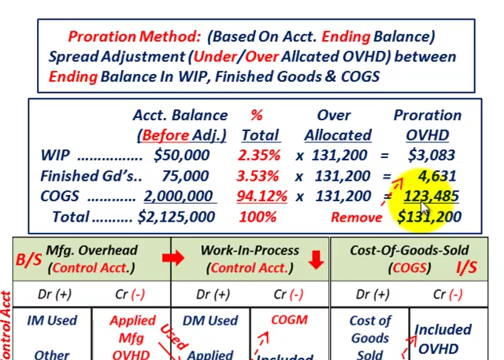 Proration Method: (Based On Acct. Ending Balance)
Spread Adjustment (Under/Over Allcated OVHD) between
Ending Balance In WIP, Finished Goods & COGS
Acct. Balance % Over Proration
(Before Adj.) Total Allocated OVHD
WIP ................ $50,000 2.35% x 131,200 = $3,083
Finished Gd's.. 75,000 3.53% x 131,200 = 4,631
COGS ............ 2,000,000 94.12% x 131,200 = 123,485
Total .......... $2,125,000 100% Remove $131,200
B/S Mfg. Overhead Work-In-Process Cost-Of-Goods-Sold
(Control Acct.) (Control Acct.) (COGS) I/S
Dr (+) Cr (-) Dr (+) Cr (-) Dr (+) Cr (-)
IM Used Applied DM Used COGM Cost of Included
Mfg Used Goods OVHD
Other OVHD Applied Included Sold
ontrol Acct